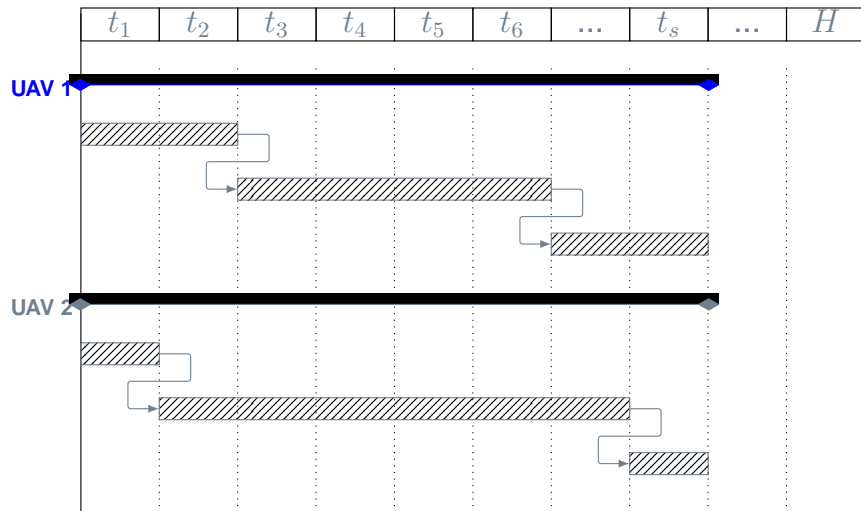 t₁ t₂ t₃ t₄ t₅ t₆ ... tₛ ... H
UAV 1
UAV 2